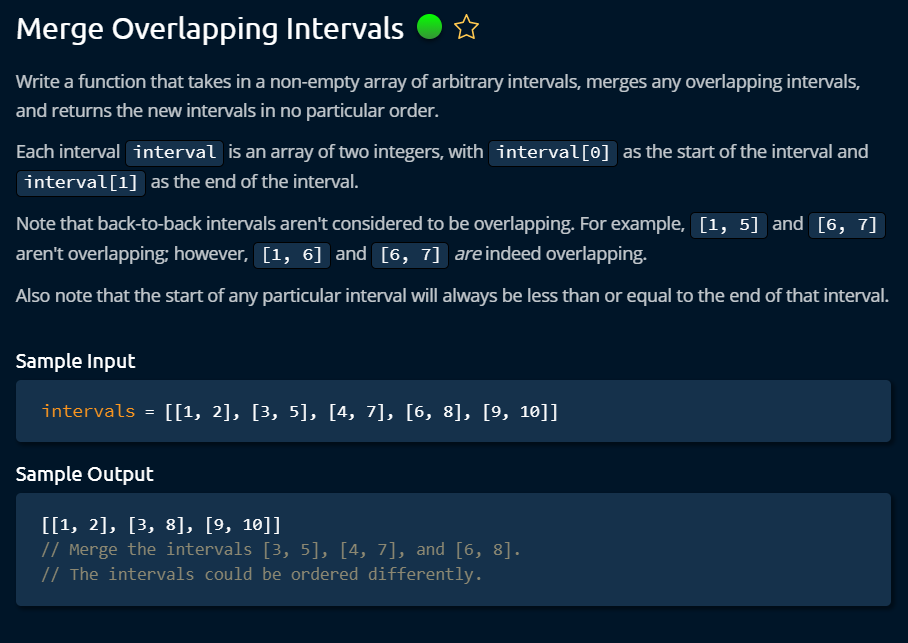 Merge Overlapping Intervals
Write a function that takes in a non-empty array of arbitrary intervals, merges any overlapping intervals,
and returns the new intervals in no particular order.
Each interval interval is an array of two integers, with interval[0] as the start of the interval and
interval[1] as the end of the interval.
Note that back-to-back intervals aren't considered to be overlapping. For example, [1, 5] and [6, 7]
aren't overlapping; however, [1, 6] and [6, 7] are indeed overlapping.
Also note that the start of any particular interval will always be less than or equal to the end of that interval.
Sample Input
intervals = [[1, 2], [3, 5], [4, 7], [6, 8], [9, 10]]
Sample Output
[[1, 2], [3, 8], [9, 10]]
// Merge the intervals [3, 5], [4, 7], and [6, 8].
// The intervals could be ordered differently.